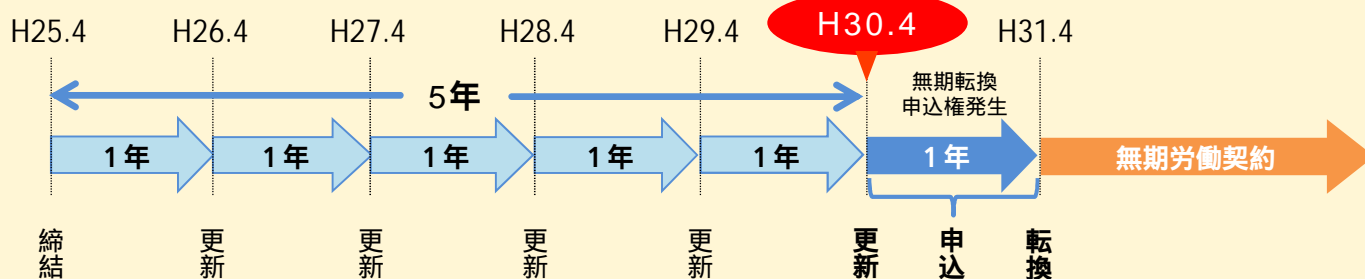 H25.4 H26.4 H27.4 H28.4 H29.4 H30.4 H31.4
5年
無期転換
申込権発生
1年 1年 1年 1年 1年 1年 無期労働契約
締結 更新 更新 更新 更新 更新 申込 転換